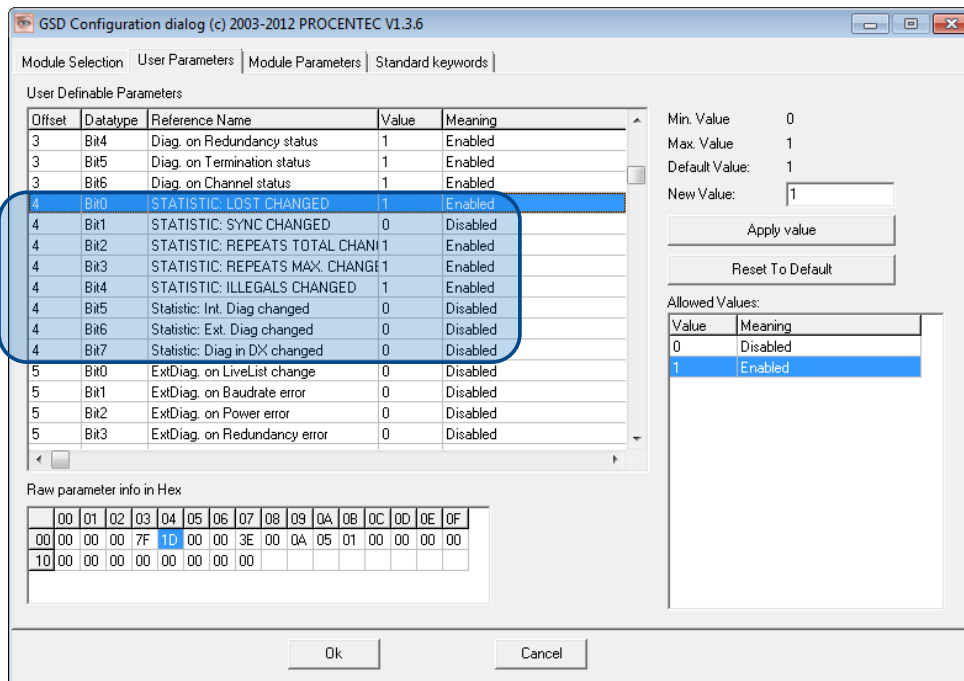 GSD Configuration dialog (c) 2003-2012 PROCENTEC V1.3.6
Module Selection User Parameters Module Parameters Standard keywords
User Definable Parameters
Offset Datatype Reference Name Value Meaning
3 Bit4 Diag. on Redundancy status 1 Enabled
3 Bit5 Diag. on Termination status 1 Enabled
3 Bit6 Diag. on Channel status 1 Enabled
4 Bit0 STATISTIC: LOST CHANGED 1 Enabled
4 Bit1 STATISTIC: SYNC CHANGED 0 Disabled
4 Bit2 STATISTIC: REPEATS TOTAL CHAN 1 Enabled
4 Bit3 STATISTIC: REPEATS MAX. CHANGE 1 Enabled
4 Bit4 STATISTIC: ILLEGALS CHANGED 1 Enabled
4 Bit5 Statistic: Int. Diag changed 0 Disabled
4 Bit6 Statistic: Ext. Diag changed 0 Disabled
4 Bit7 Statistic: Diag in DX changed 0 Disabled
5 Bit0 ExtDiag. on LiveList change 0 Disabled
5 Bit1 ExtDiag. on Baudrate error 0 Disabled
5 Bit2 ExtDiag. on Power error 0 Disabled
5 Bit3 ExtDiag. on Redundancy error 0 Disabled
Min. Value 0
Max. Value 1
Default Value: 1
New Value: 1
Apply value
Reset To Default
Allowed Values:
Value Meaning
0 Disabled
1 Enabled
Raw parameter info in Hex
00 01 02 03 04 05 06 07 08 09 0A 0B 0C 0D 0E 0F
00 00 00 00 7F 1D 00 00 3E 00 0A 05 01 00 00 00 00
10 00 00 00 00 00 00 00 00
Ok Cancel